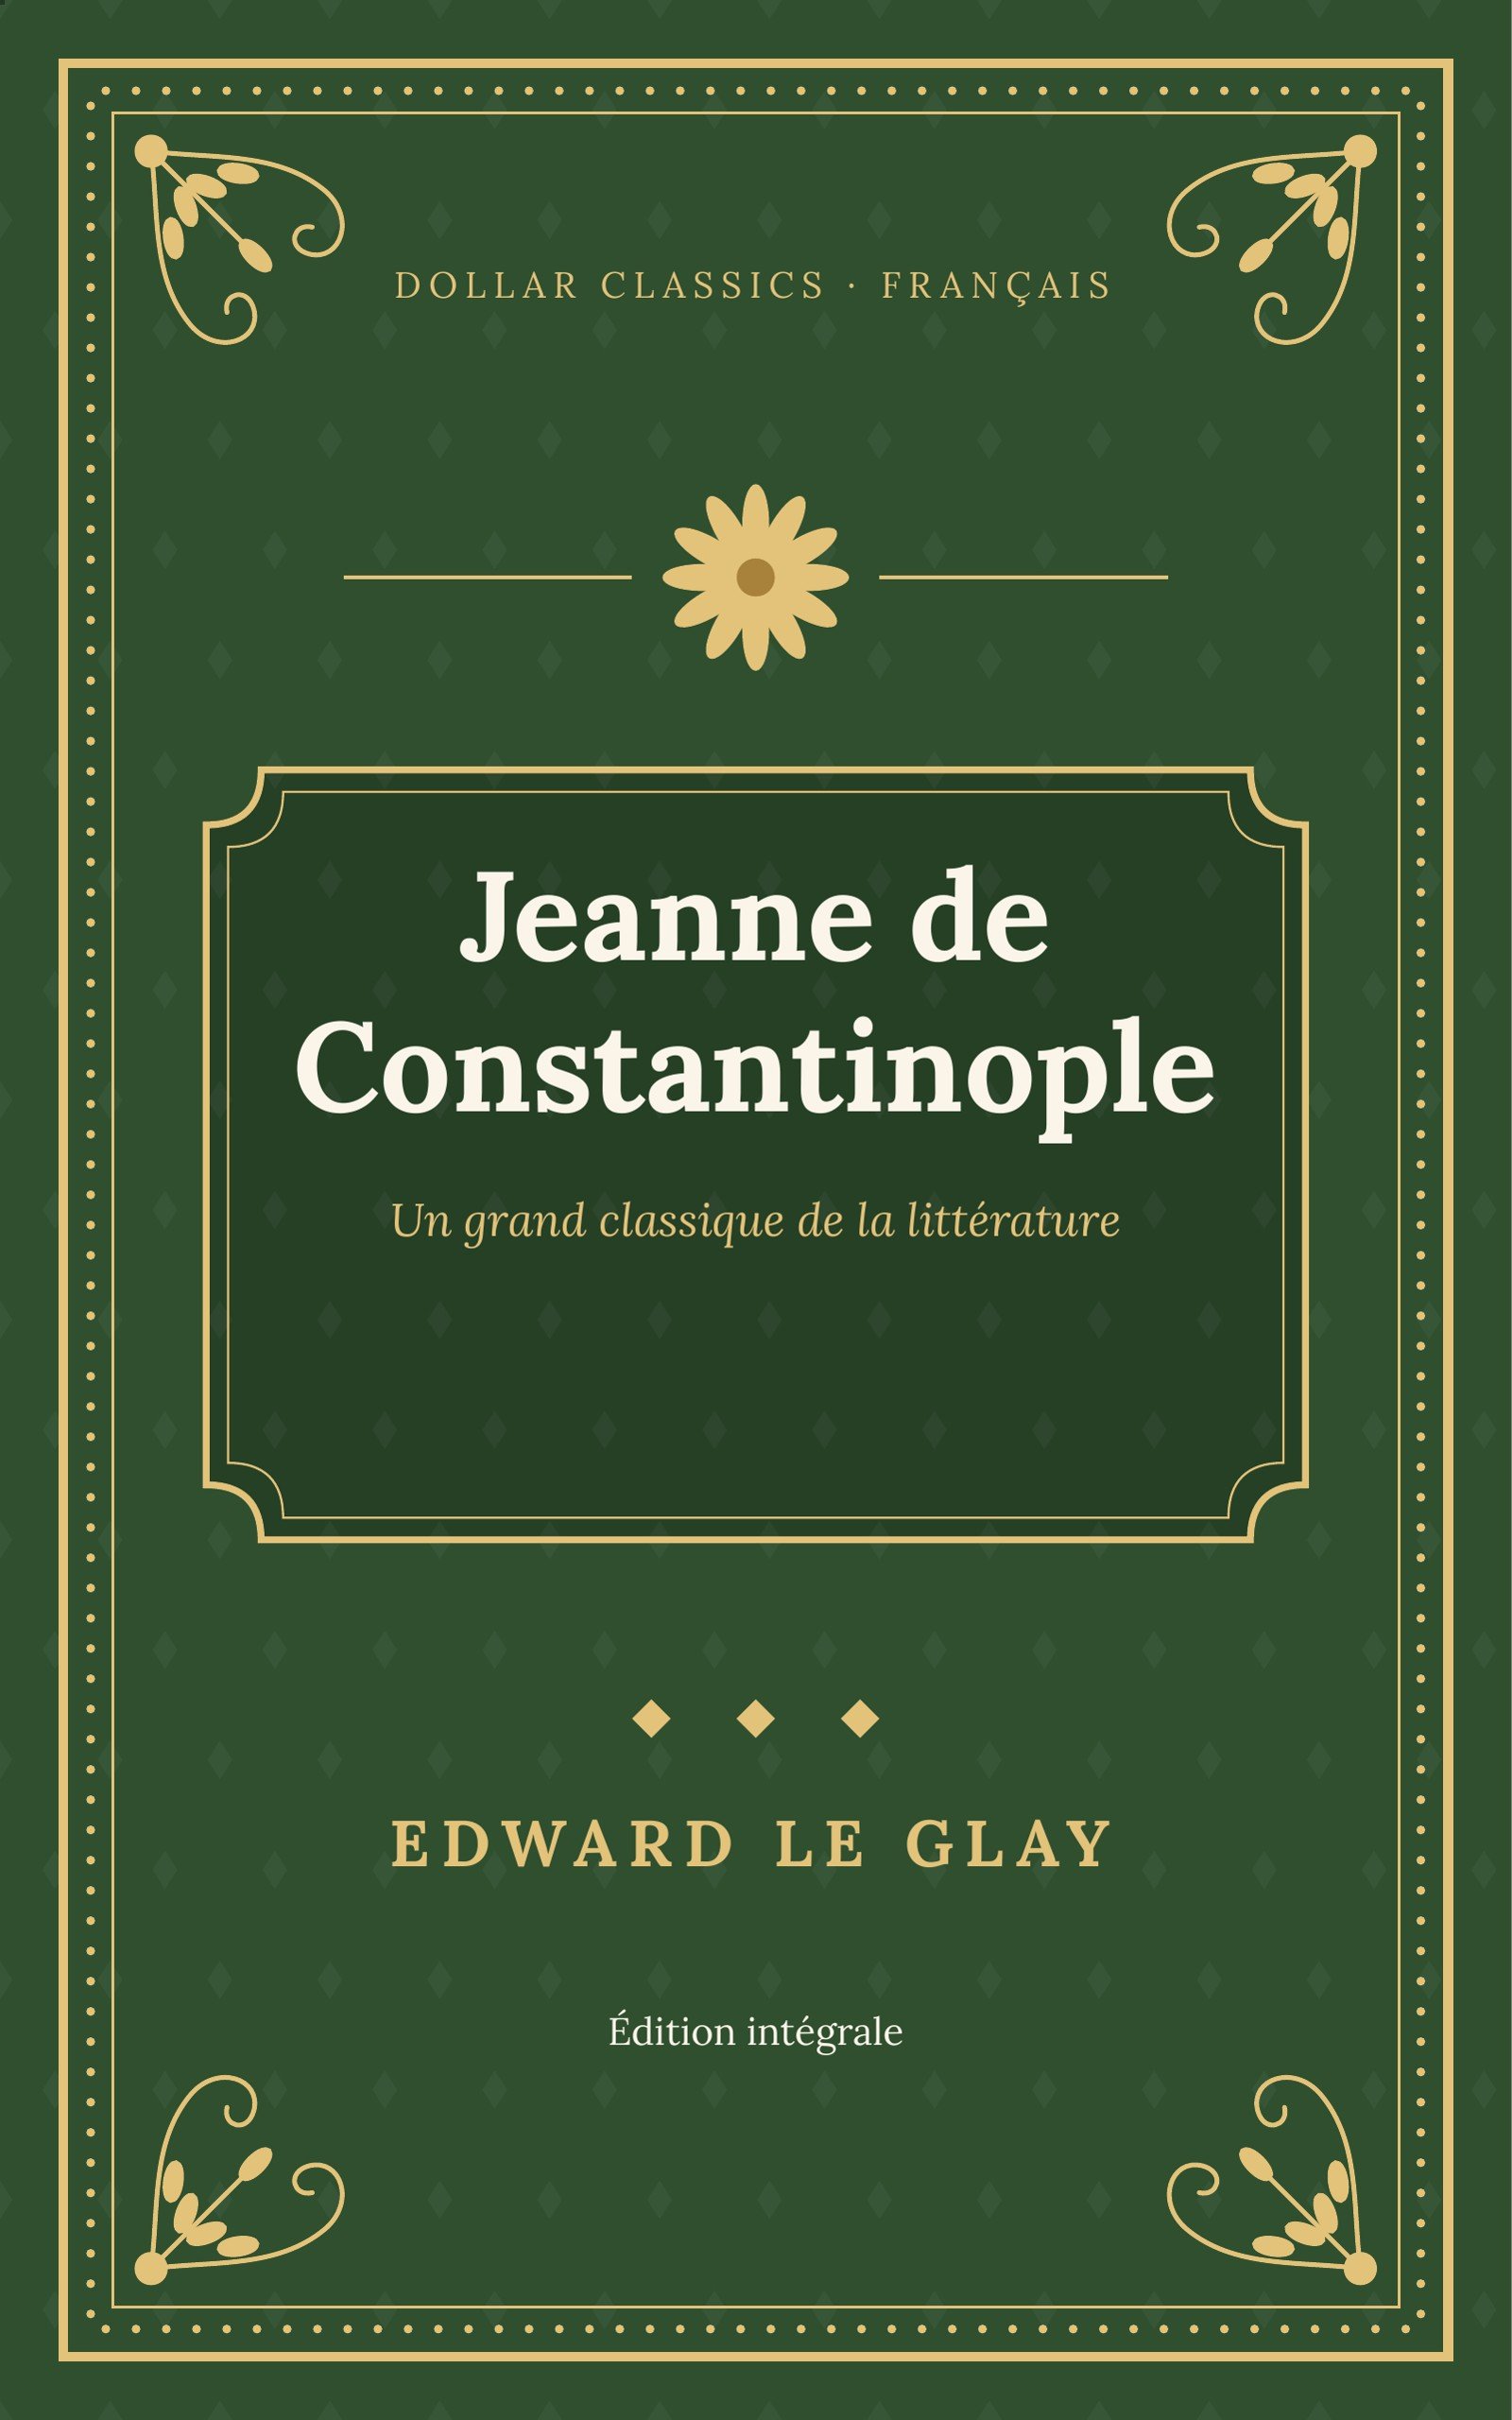 DOLLAR CLASSICS · FRANÇAIS
Jeanne de
Constantinople
Un grand classique de la littérature
EDWARD LE GLAY
Édition intégrale